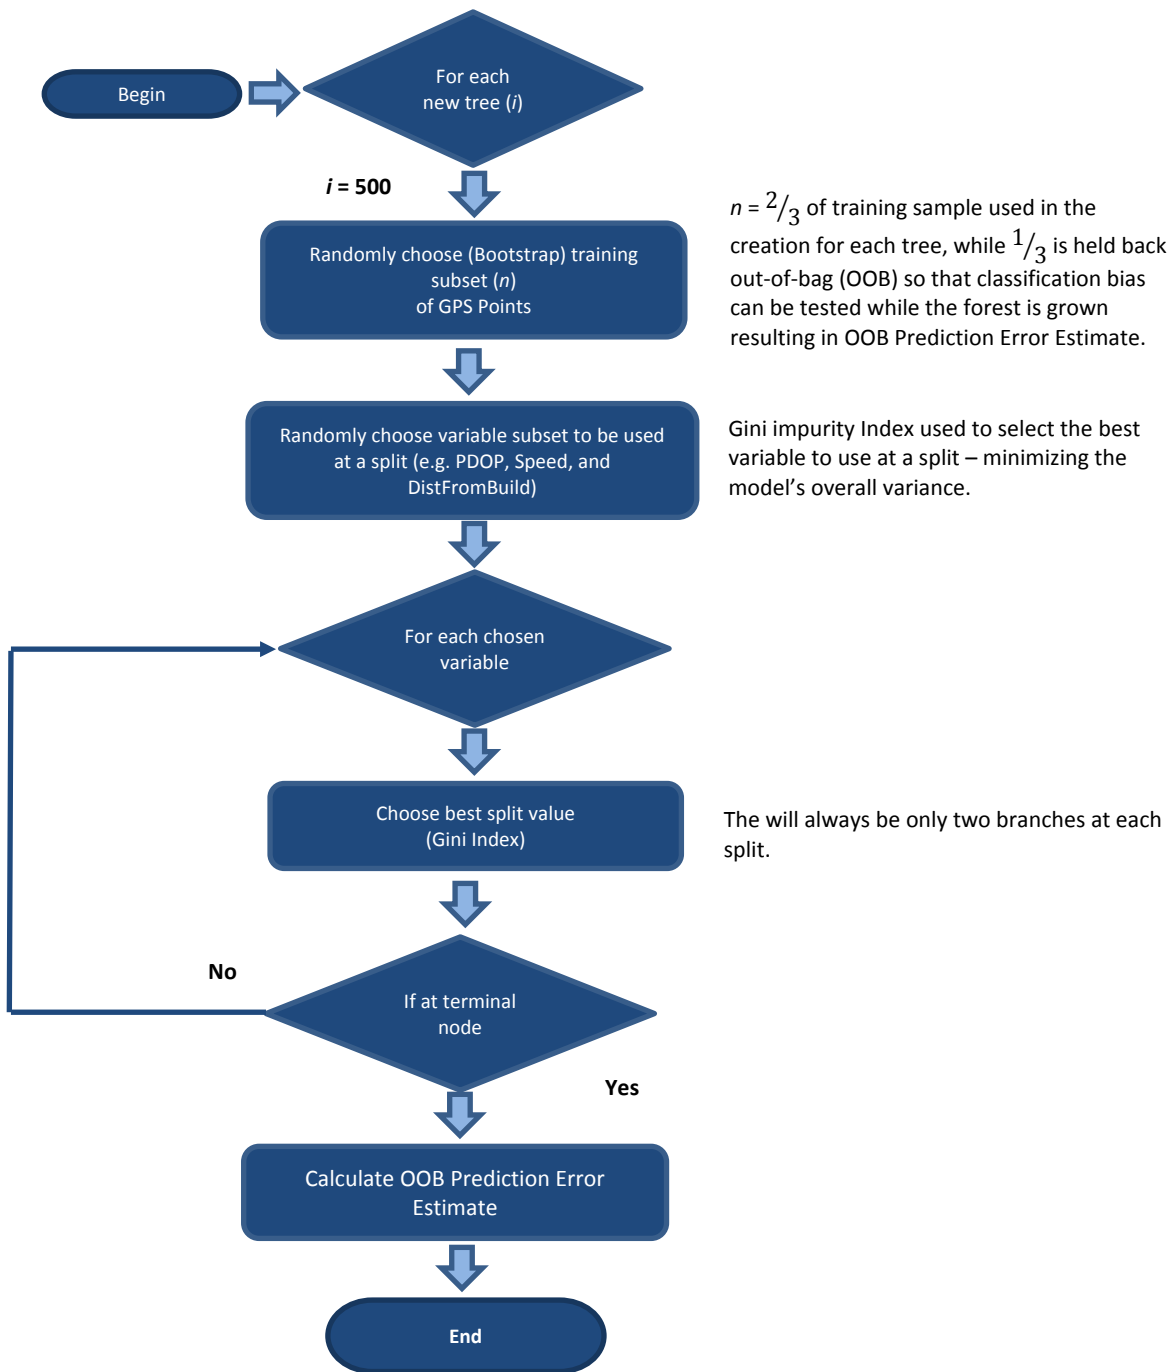 Begin
For each
new tree (i)
i = 500
Randomly choose (Bootstrap) training
subset (n)
of GPS Points
n = 2/3 of training sample used in the
creation for each tree, while 1/3 is held back
out-of-bag (OOB) so that classification bias
can be tested while the forest is grown
resulting in OOB Prediction Error Estimate.
Randomly choose variable subset to be used
at a split (e.g. PDOP, Speed, and
DistFromBuild)
Gini impurity Index used to select the best
variable to use at a split – minimizing the
model's overall variance.
For each chosen
variable
Choose best split value
(Gini Index)
The will always be only two branches at each
split.
If at terminal
node
No
Yes
Calculate OOB Prediction Error
Estimate
End